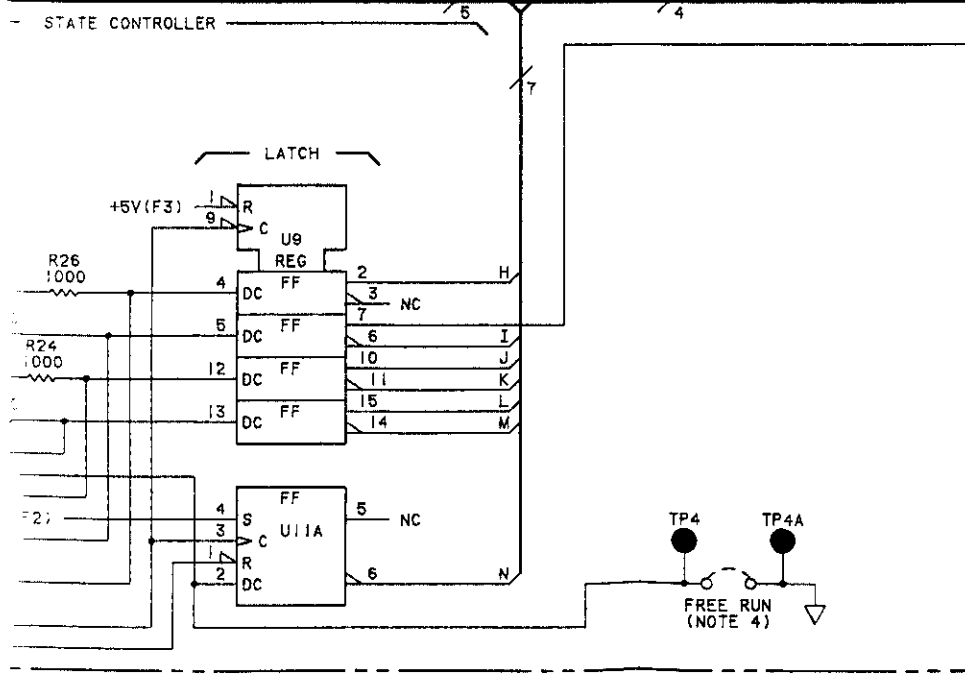 5
4
STATE CONTROLLER
7
LATCH
+5V(F3)
1
R
9
C
U9
REG
R26
1000
4
DC
FF
2
H
3
NC
7
5
DC
FF
6
I
R24
1000
10
J
12
DC
FF
11
K
15
L
13
DC
FF
14
M
FF
4
S
U11A
5
NC
3
C
1
R
2
DC
6
N
TP4
TP4A
FREE RUN
(NOTE 4)